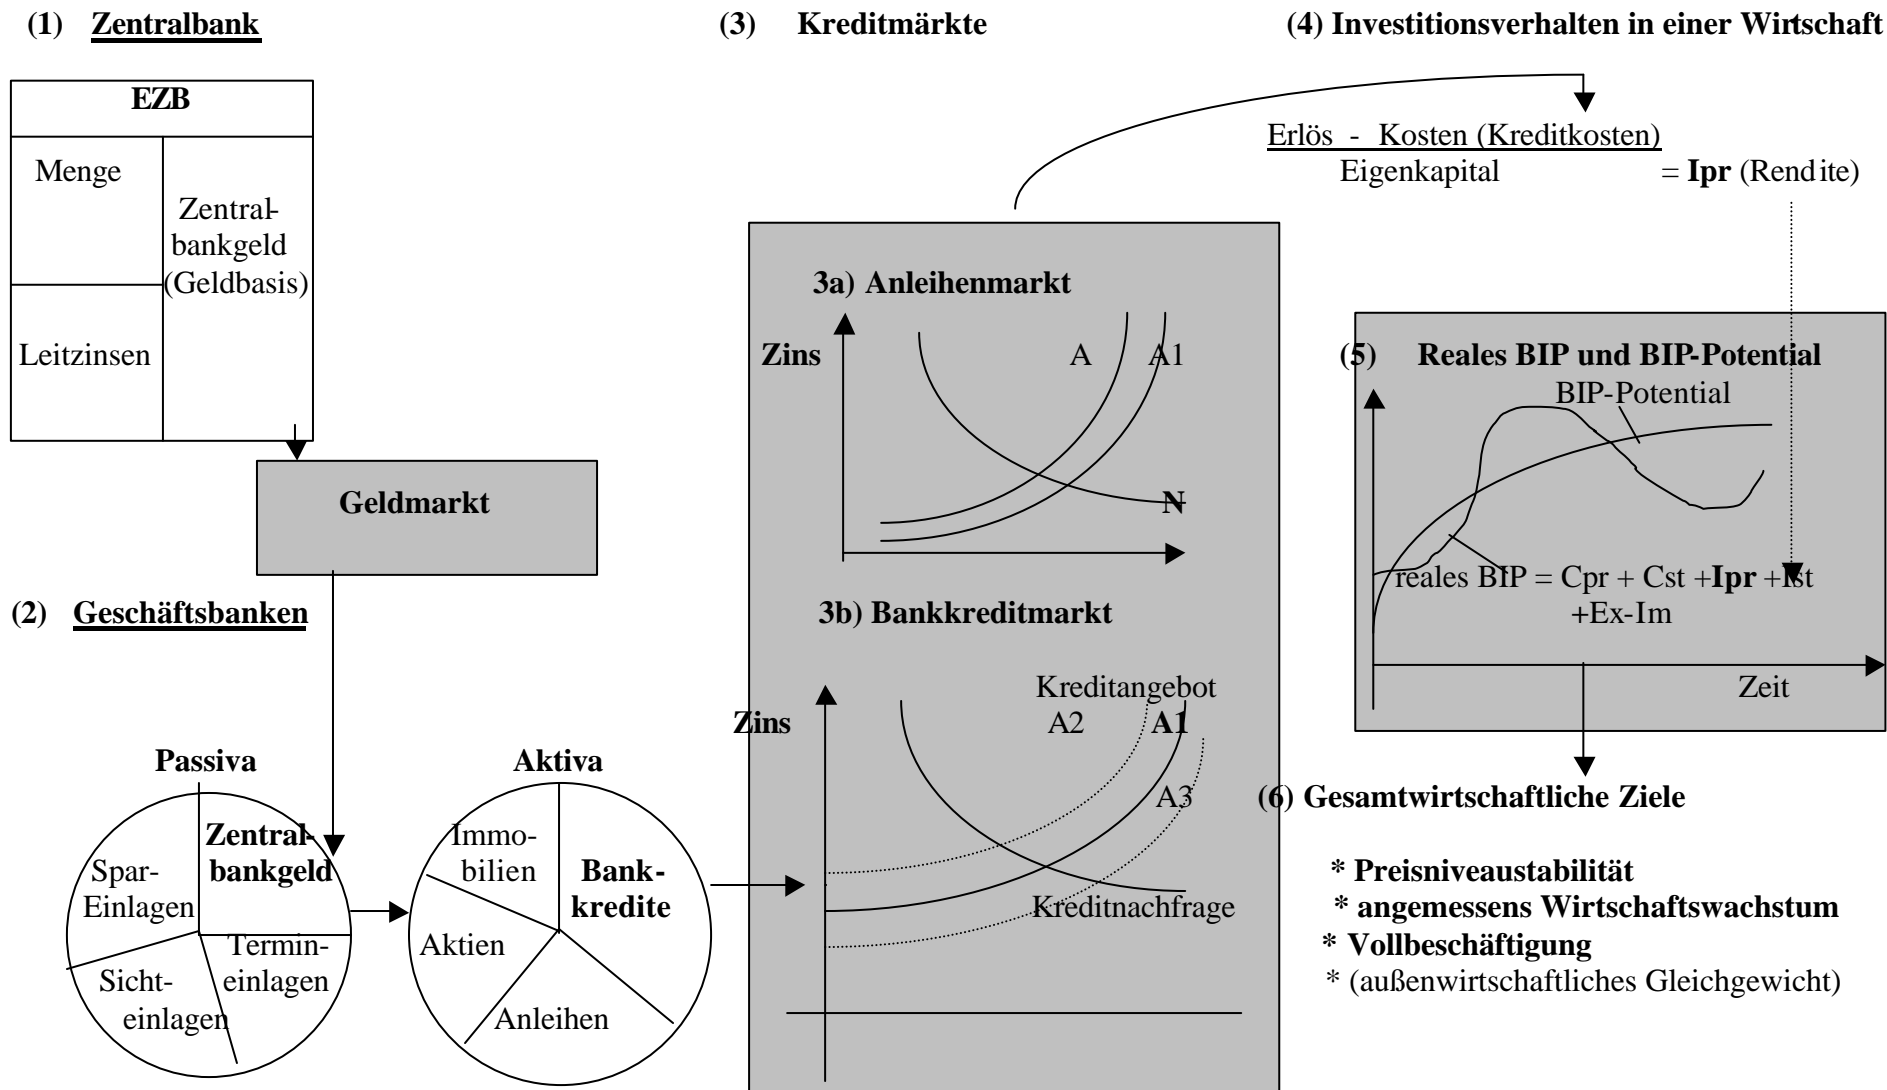 (1) Zentralbank
EZB
Menge
Zentral-
bankgeld
(Geldbasis)
Leitzinsen
Geldmarkt
(2) Geschäftsbanken
Passiva
Zentral-
bankgeld
Spar-
Einlagen
Termin-
einlagen
Sicht-
einlagen
Aktiva
Immo-
bilien
Bank-
kredite
Aktien
Anleihen
(3) Kreditmärkte
3a) Anleihenmarkt
Zins
A
A1
N
3b) Bankkreditmarkt
Kreditangebot
Zins
A2
A1
A3
Kreditnachfrage
(4) Investitionsverhalten in einer Wirtschaft
Erlös - Kosten (Kreditkosten)
Eigenkapital = Ipr (Rendite)
(5) Reales BIP und BIP-Potential
BIP-Potential
reales BIP = Cpr + Cst +Ipr +Ist
+Ex-Im
Zeit
(6) Gesamtwirtschaftliche Ziele
* Preisniveaustabilität
* angemessens Wirtschaftswachstum
* Vollbeschäftigung
* (außenwirtschaftliches Gleichgewicht)